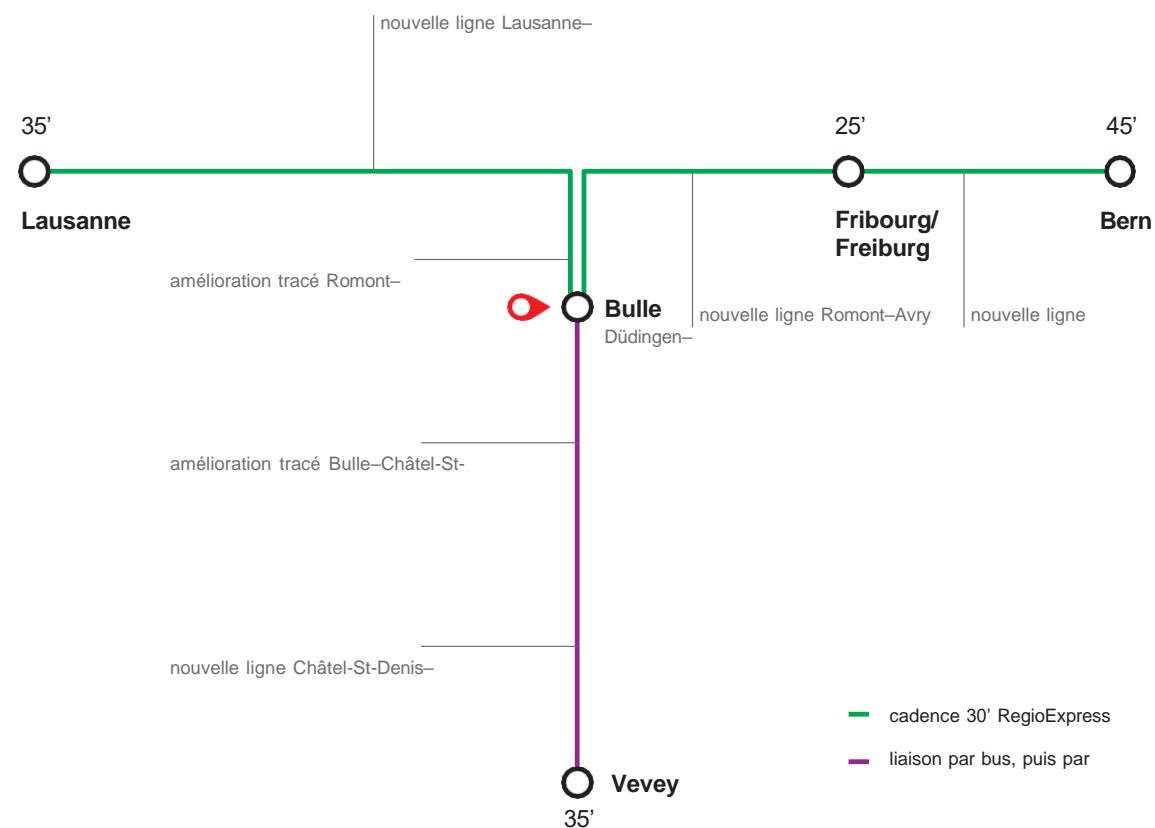 nouvelle ligne Lausanne–
35’
25’
45’
Lausanne
Fribourg/
Freiburg
Bern
amélioration tracé Romont–
Bulle
Düdingen–
nouvelle ligne Romont–Avry
nouvelle ligne
amélioration tracé Bulle–Châtel-St-
nouvelle ligne Châtel-St-Denis–
cadence 30’ RegioExpress
liaison par bus, puis par
Vevey
35’